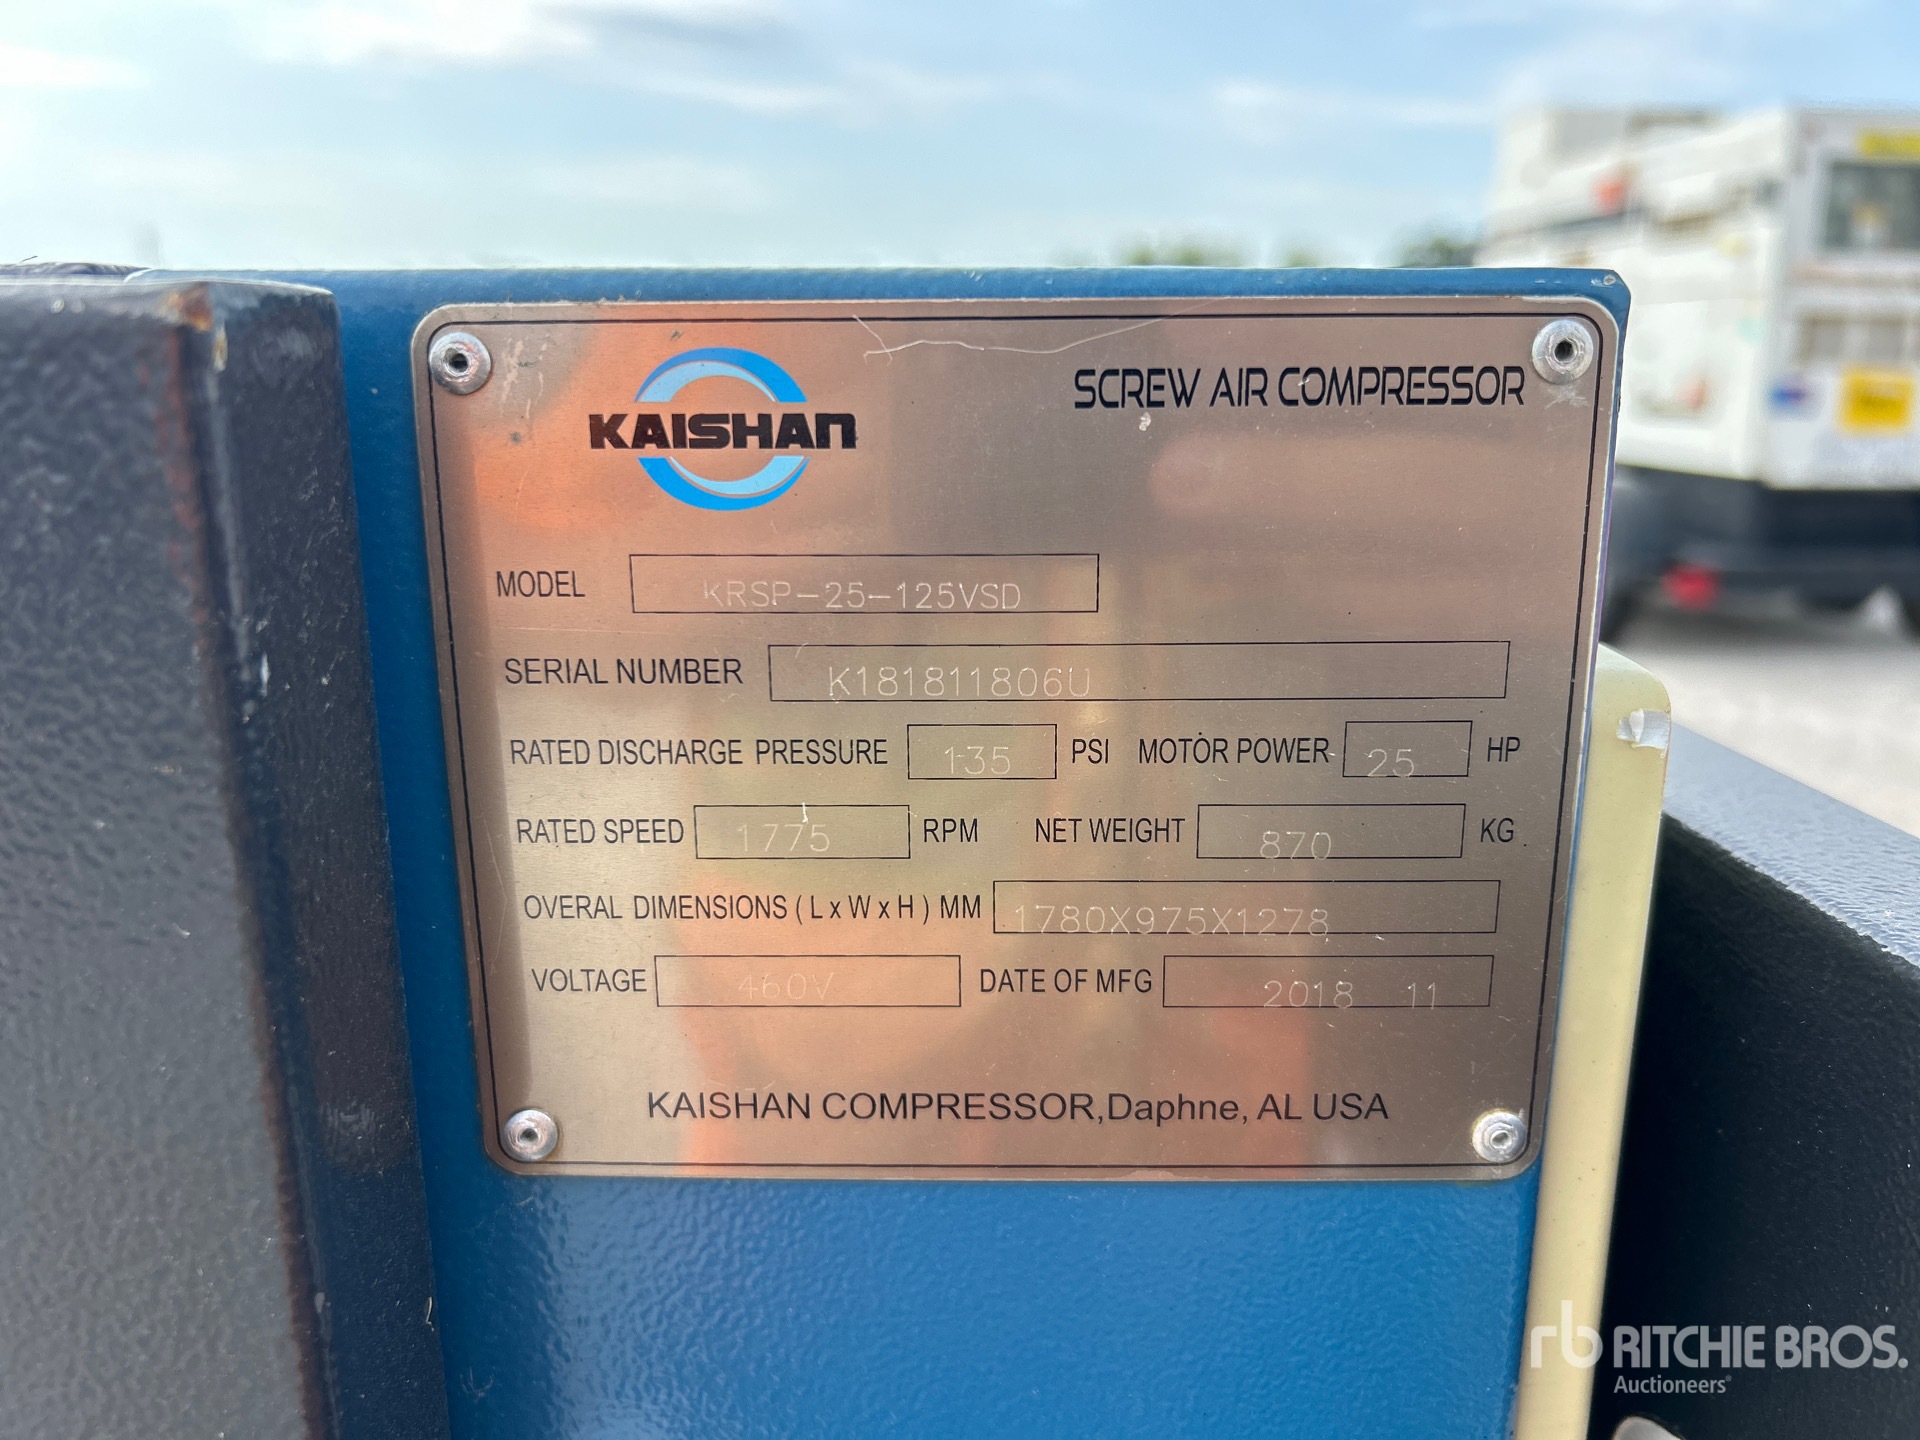 KAISHAN
SCREW AIR COMPRESSOR
MODEL KRSP-25-125VSD
SERIAL NUMBER K181811806U
RATED DISCHARGE PRESSURE 135 PSI MOTOR POWER 25 HP
RATED SPEED 1775 RPM NET WEIGHT 870 KG
OVERAL DIMENSIONS ( L x W x H ) MM 1780X975X1278
VOLTAGE 460V DATE OF MFG 2018 11
KAISHAN COMPRESSOR,Daphne, AL USA
rb RITCHIE BROS.
Auctioneers®